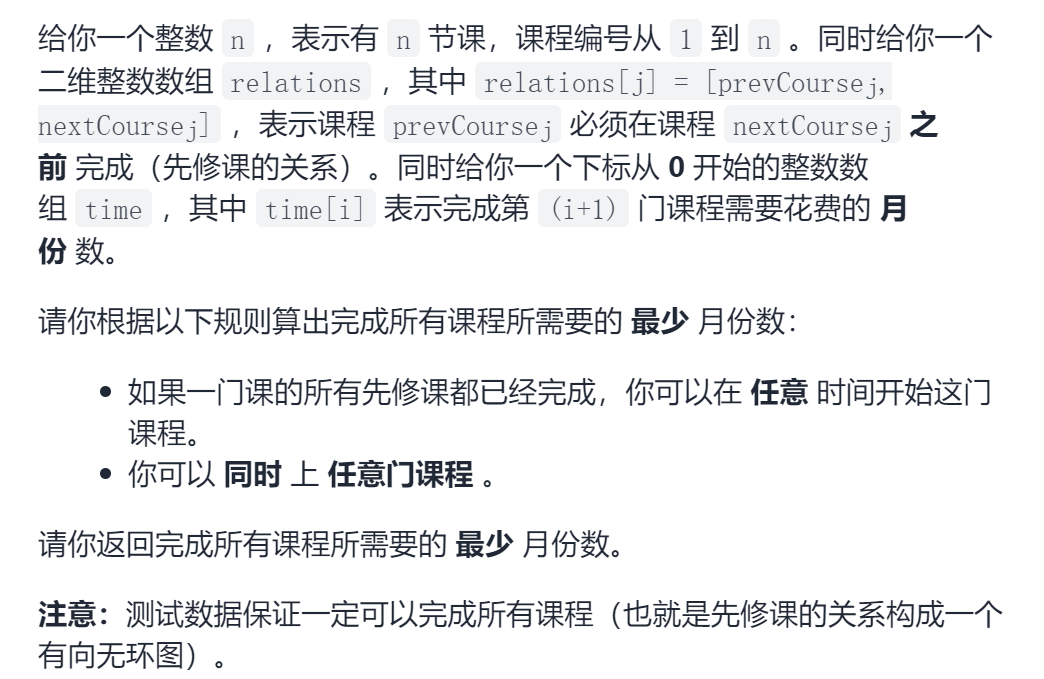 给你一个整数 n ，表示有 n 节课，课程编号从 1 到 n 。同时给你一个
二维整数数组 relations ，其中 relations[j] = [prevCoursej,
nextCoursej] ，表示课程 prevCoursej 必须在课程 nextCoursej 之
前 完成（先修课的关系）。同时给你一个下标从 0 开始的整数数
组 time ，其中 time[i] 表示完成第 (i+1) 门课程需要花费的 月
份 数。
请你根据以下规则算出完成所有课程所需要的 最少 月份数：
• 如果一门课的所有先修课都已经完成，你可以在 任意 时间开始这门
课程。
• 你可以 同时 上 任意门课程 。
请你返回完成所有课程所需要的 最少 月份数。
注意：测试数据保证一定可以完成所有课程（也就是先修课的关系构成一个
有向无环图）。